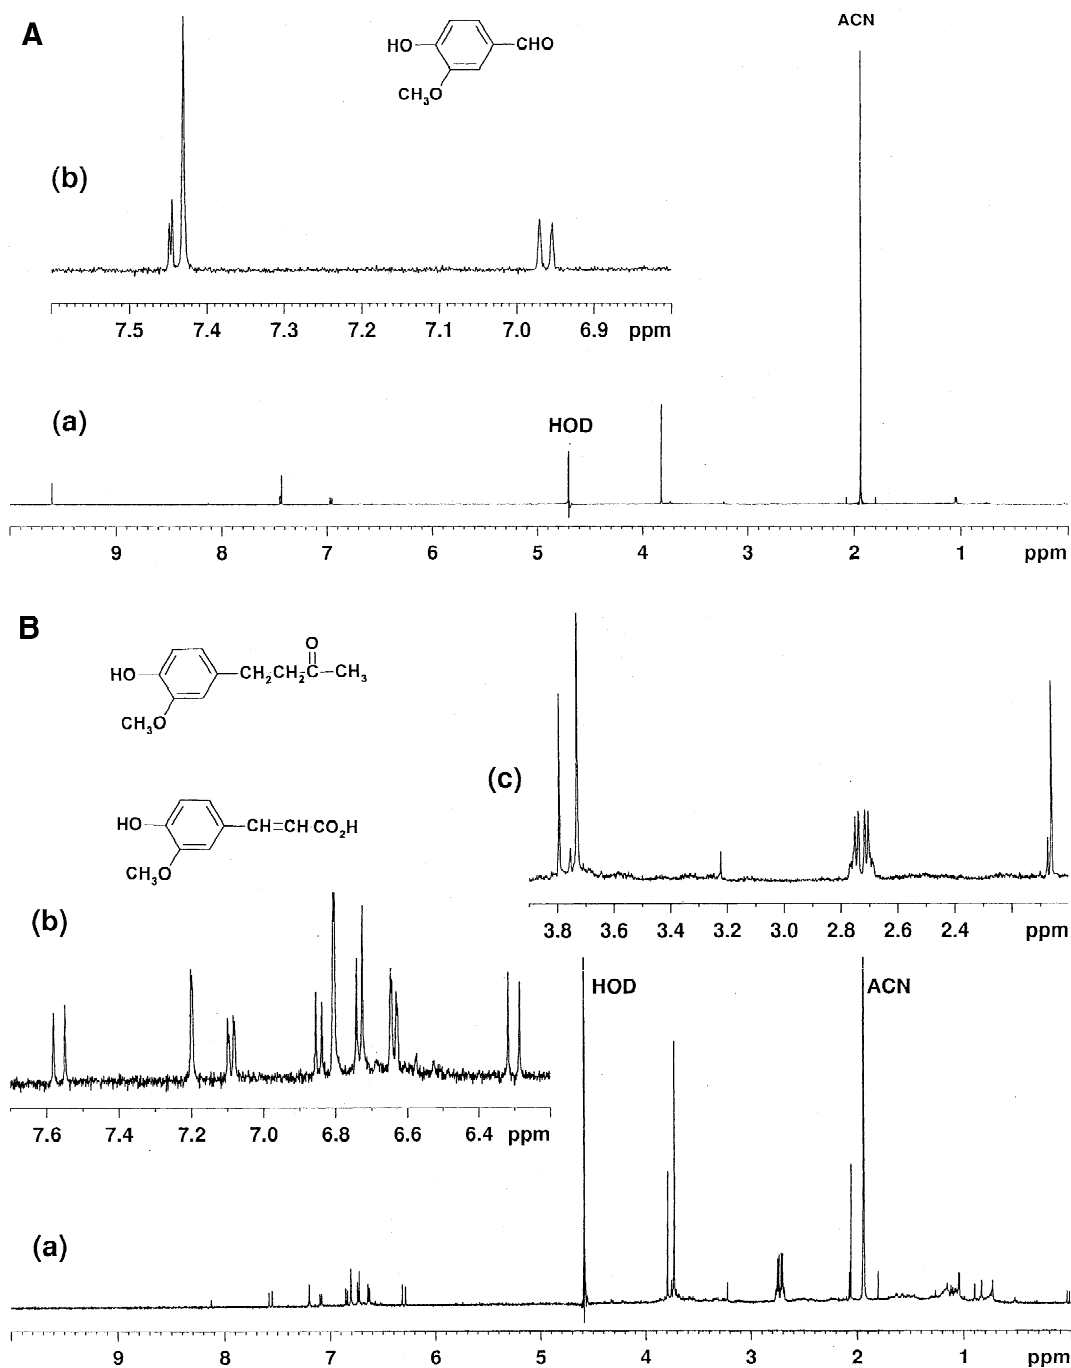 A
ACN
HO
CHO
CH3O
(b)
7.5 7.4 7.3 7.2 7.1 7.0 6.9 ppm
(a)
HOD
9 8 7 6 5 4 3 2 1 ppm
B
O
HO CH2CH2C-CH3
CH3O
(c)
HO CH=CHCO2H
CH3O
(b)
3.8 3.6 3.4 3.2 3.0 2.8 2.6 2.4 ppm
HOD
ACN
7.6 7.4 7.2 7.0 6.8 6.6 6.4 ppm
(a)
9 8 7 6 5 4 3 2 1 ppm